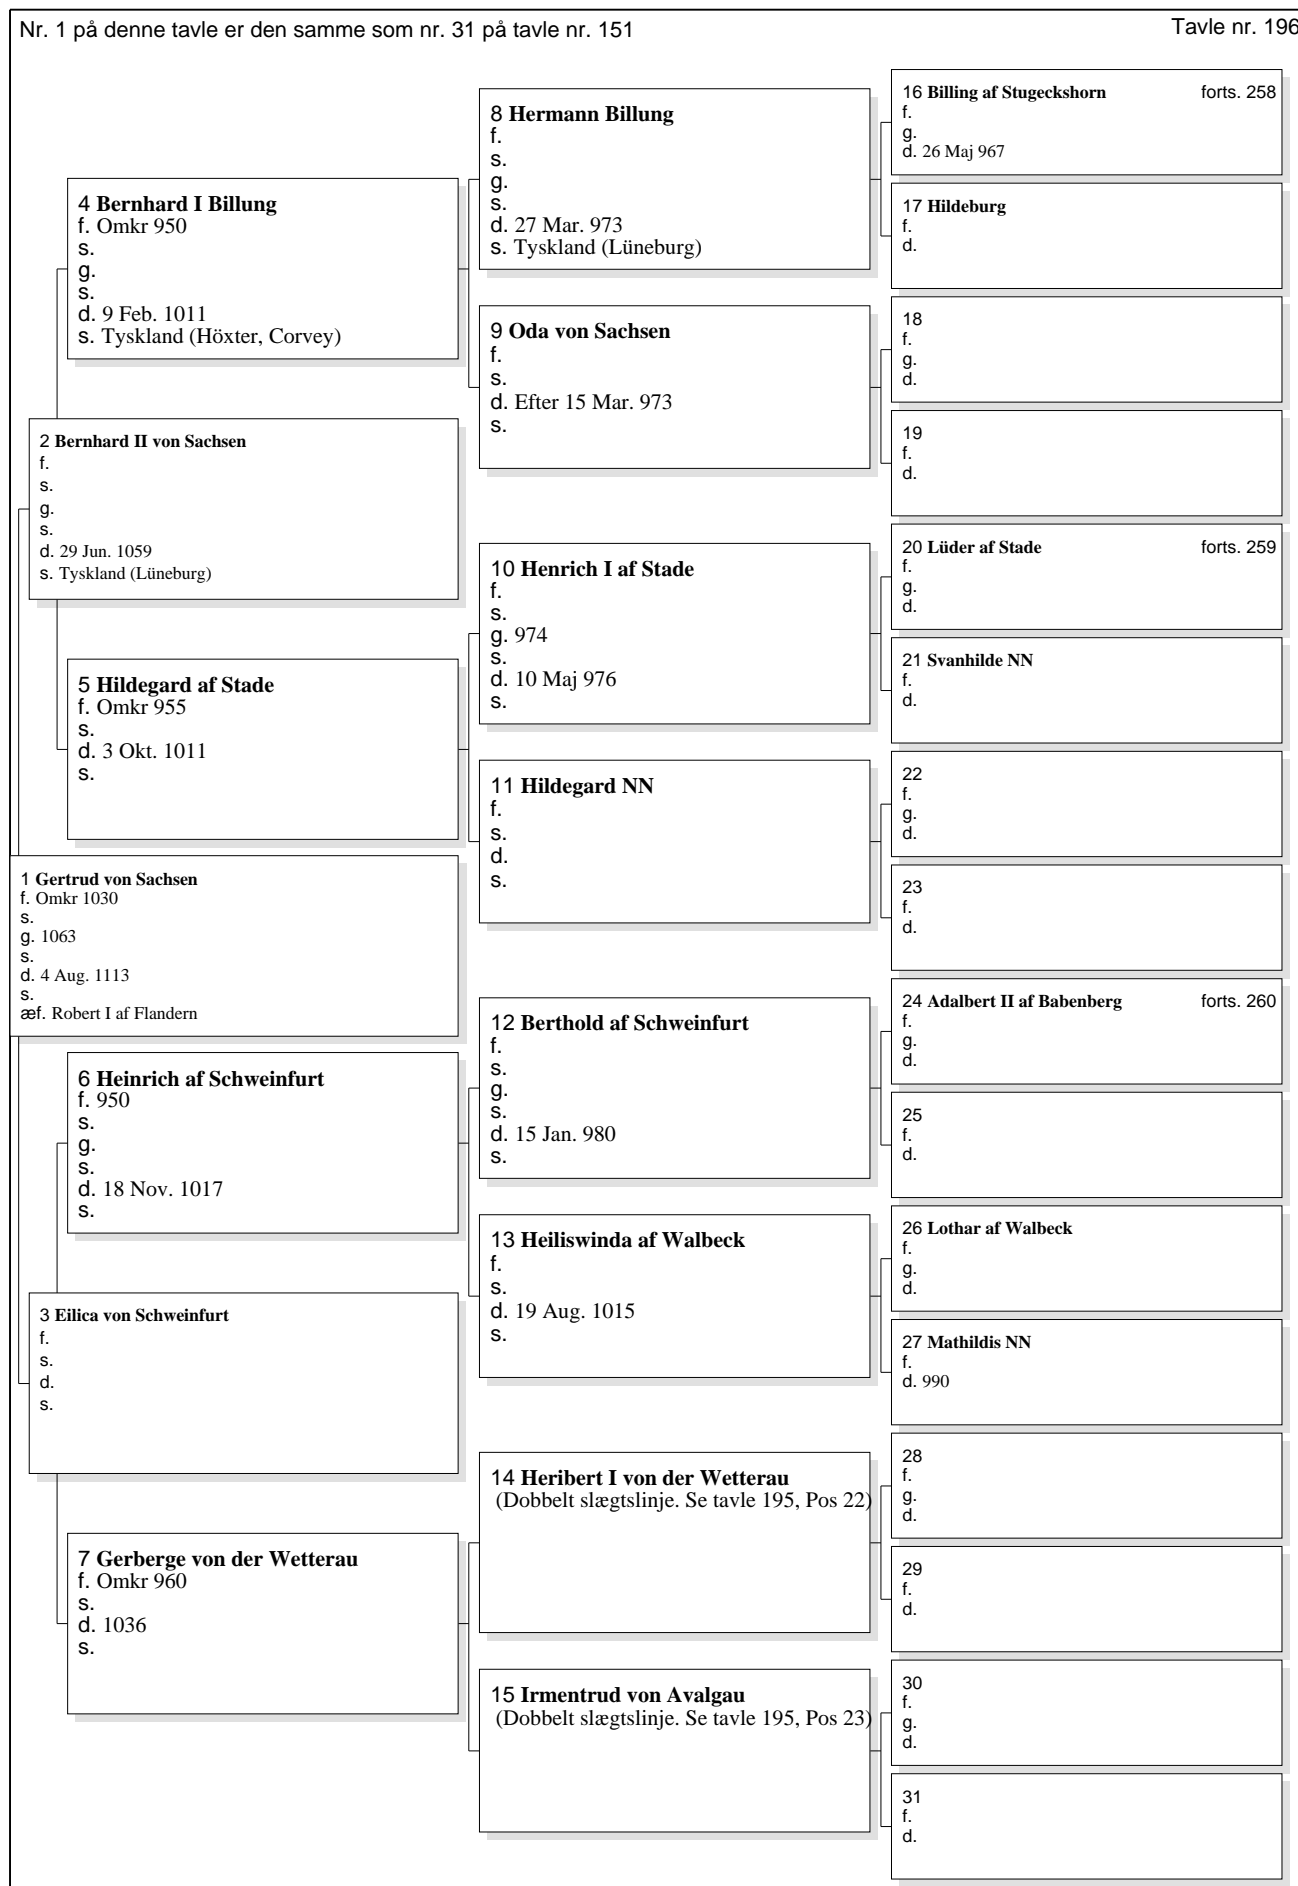 Nr. 1 på denne tavle er den samme som nr. 31 på tavle nr. 151
Tavle nr. 196
1 Gertrud von Sachsen
f. Omkr 1030
s.
g. 1063
s.
d. 4 Aug. 1113
s.
æf. Robert I af Flandern
2 Bernhard II von Sachsen
f.
s.
g.
s.
d. 29 Jun. 1059
s. Tyskland (Lüneburg)
3 Eilica von Schweinfurt
f.
s.
d.
s.
4 Bernhard I Billung
f. Omkr 950
s.
g.
s.
d. 9 Feb. 1011
s. Tyskland (Höxter, Corvey)
5 Hildegard af Stade
f. Omkr 955
s.
d. 3 Okt. 1011
s.
6 Heinrich af Schweinfurt
f. 950
s.
g.
s.
d. 18 Nov. 1017
s.
7 Gerberge von der Wetterau
f. Omkr 960
s.
d. 1036
s.
8 Hermann Billung
f.
s.
g.
s.
d. 27 Mar. 973
s. Tyskland (Lüneburg)
9 Oda von Sachsen
f.
s.
d. Efter 15 Mar. 973
s.
10 Henrich I af Stade
f.
s.
g. 974
s.
d. 10 Maj 976
s.
11 Hildegard NN
f.
s.
d.
s.
12 Berthold af Schweinfurt
f.
s.
g.
s.
d. 15 Jan. 980
s.
13 Heiliswinda af Walbeck
f.
s.
d. 19 Aug. 1015
s.
14 Heribert I von der Wetterau
(Dobbelt slægtslinje. Se tavle 195, Pos 22)
15 Irmentrud von Avalgau
(Dobbelt slægtslinje. Se tavle 195, Pos 23)
16 Billing af Stugeckshorn forts. 258
f.
g.
d. 26 Maj 967
17 Hildeburg
f.
d.
18
f.
g.
d.
19
f.
d.
20 Lüder af Stade forts. 259
f.
g.
d.
21 Svanhilde NN
f.
d.
22
f.
g.
d.
23
f.
d.
24 Adalbert II af Babenberg forts. 260
f.
g.
d.
25
f.
d.
26 Lothar af Walbeck
f.
g.
d.
27 Mathildis NN
f.
d. 990
28
f.
g.
d.
29
f.
d.
30
f.
g.
d.
31
f.
d.